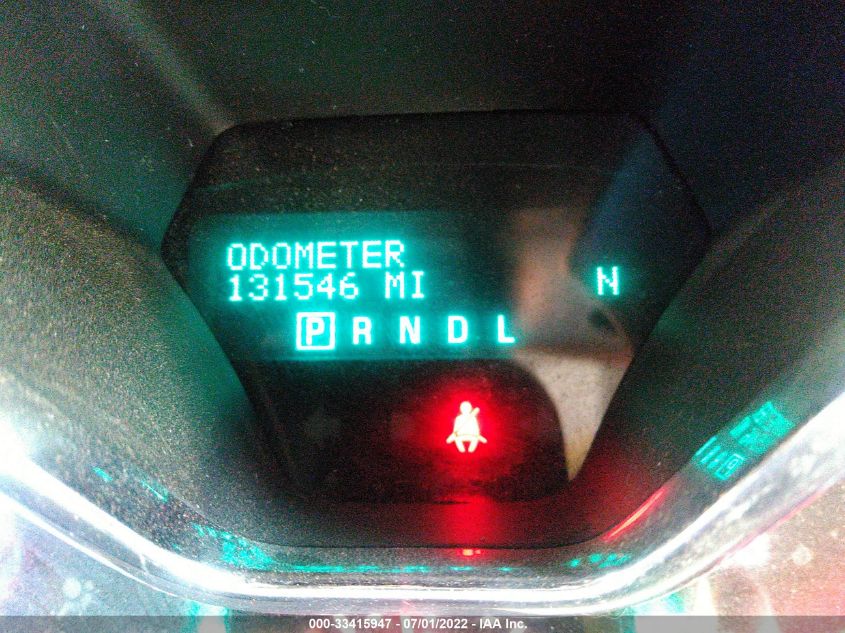 ODOMETER
131546 MI N
P R N D L
000-33415947 - 07/01/2022 - IAA Inc.